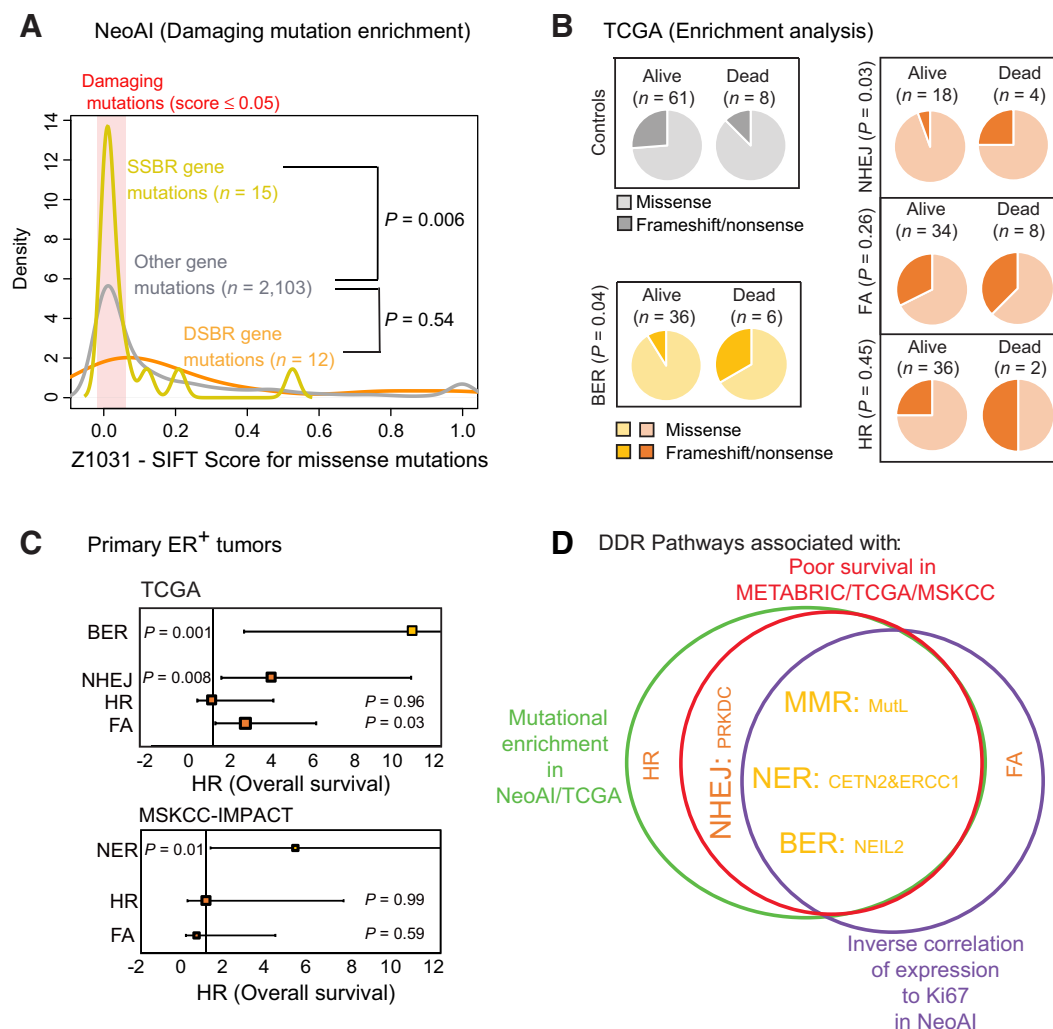 A
NeoAI (Damaging mutation enrichment)
Damaging
mutations (score ≤ 0.05)
14
12
10
8
6
4
2
0
Density
SSBR gene
mutations (n = 15)
P = 0.006
Other gene
mutations (n = 2,103)
P = 0.54
DSBR gene
mutations (n = 12)
0.0 0.2 0.4 0.6 0.8 1.0
Z1031 - SIFT Score for missense mutations
B
TCGA (Enrichment analysis)
Controls
Alive
(n = 61)
Dead
(n = 8)
Missense
Frameshift/nonsense
BER (P = 0.04)
Alive
(n = 36)
Dead
(n = 6)
Missense
Frameshift/nonsense
NHEJ (P = 0.03)
Alive
(n = 18)
Dead
(n = 4)
FA (P = 0.26)
Alive
(n = 34)
Dead
(n = 8)
HR (P = 0.45)
Alive
(n = 36)
Dead
(n = 2)
C
Primary ER+ tumors
TCGA
BER
P = 0.001
NHEJ
P = 0.008
HR
P = 0.96
FA
P = 0.03
-2 0 2 4 6 8 10 12
HR (Overall survival)
MSKCC-IMPACT
NER
P = 0.01
HR
P = 0.99
FA
P = 0.59
-2 0 2 4 6 8 10 12
HR (Overall survival)
D
DDR Pathways associated with:
Poor survival in
METABRIC/TCGA/MSKCC
Mutational
enrichment
in
NeoAI/TCGA
HR
NHEJ: PRKDC
MMR: MutL
NER: CETN2&ERCC1
BER: NEIL2
FA
Inverse correlation
of expression
to Ki67
in NeoAI